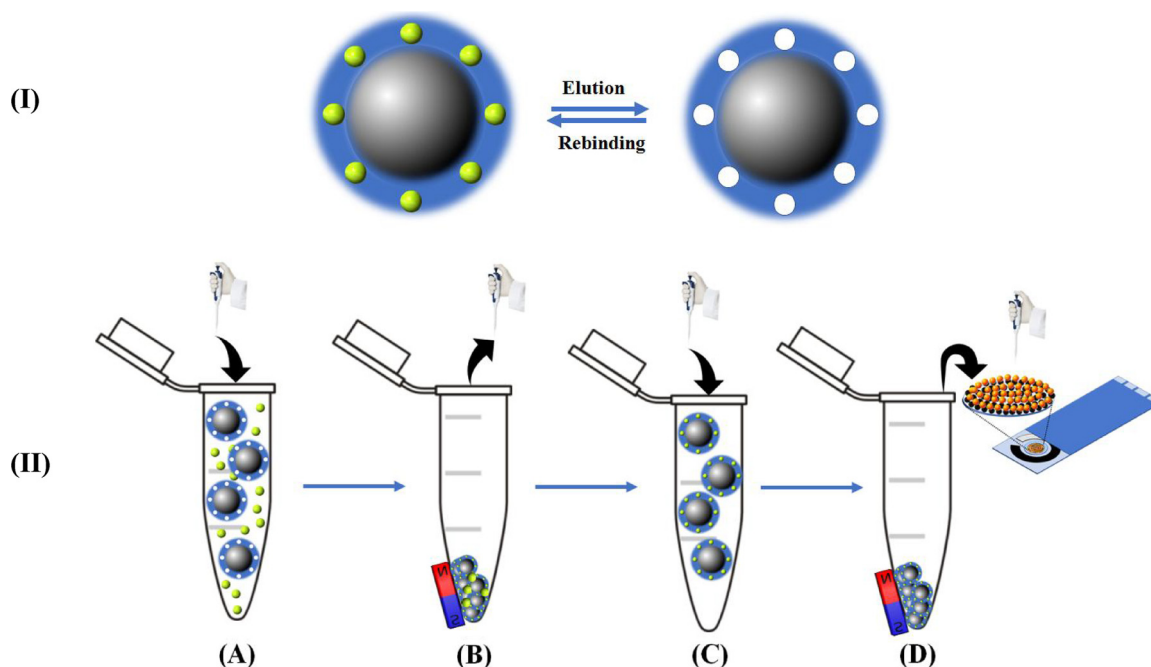 (I)
Elution
Rebinding
(II)
N
S
N
S
(A)
(B)
(C)
(D)